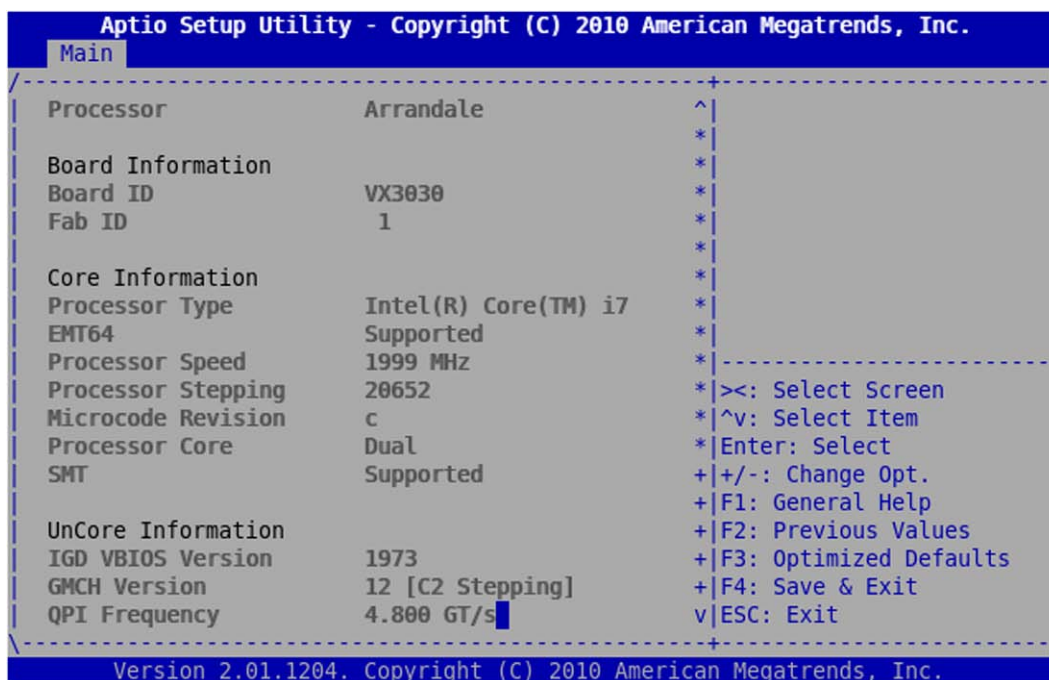 Aptio Setup Utility - Copyright (C) 2010 American Megatrends, Inc.
Main
Processor Arrandale
Board Information
Board ID VX3030
Fab ID 1
Core Information
Processor Type Intel(R) Core(TM) i7
EMT64 Supported
Processor Speed 1999 MHz
Processor Stepping 20652
Microcode Revision c
Processor Core Dual
SMT Supported
UnCore Information
IGD VBIOS Version 1973
GMCH Version 12 [C2 Stepping]
QPI Frequency 4.800 GT/s
><: Select Screen
^v: Select Item
Enter: Select
+/-: Change Opt.
F1: General Help
F2: Previous Values
F3: Optimized Defaults
F4: Save & Exit
ESC: Exit
Version 2.01.1204. Copyright (C) 2010 American Megatrends, Inc.